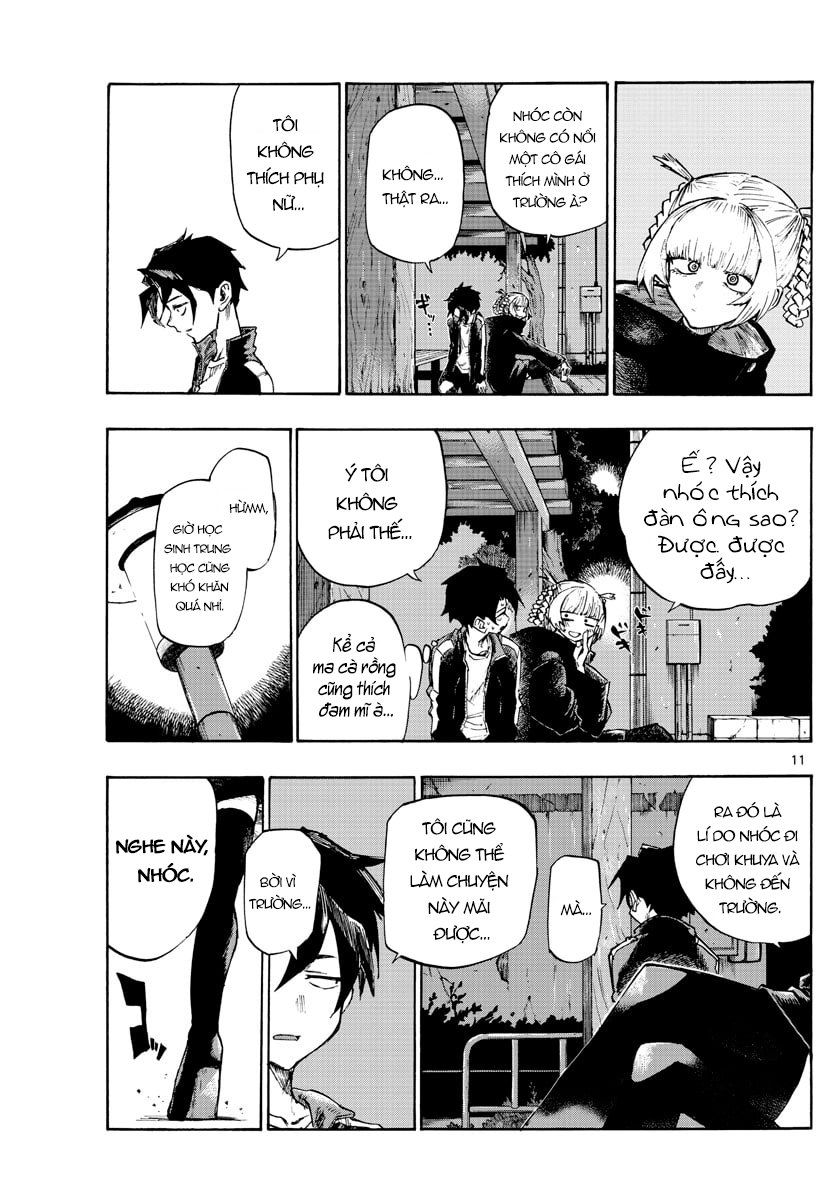 NHÓC CÒN
KHÔNG CÓ NỔI
MỘT CÔ GÁI
THÍCH MÌNH Ở
TRƯỜNG À?
KHÔNG...
THẬT RA...
TÔI
KHÔNG
THÍCH PHỤ
NỮ...
Ế? Vậy
nhóc thích
đàn ông sao?
Được được
đấy...
Ý TÔI
KHÔNG
PHẢI THẾ...
Kể cả
ma cà rồng
cũng thích
đam mĩ à...
HỪMM,
GIỜ HỌC
SINH TRUNG
HỌC CŨNG
KHÓ KHĂN
QUÁ NHỈ.
11
RA ĐÓ LÀ
LÍ DO NHÓC ĐI
CHƠI KHUYA VÀ
KHÔNG ĐẾN
TRƯỜNG.
MÀ...
TÔI CŨNG
KHÔNG THỂ
LÀM CHUYỆN
NÀY MÃI
ĐƯỢC...
BỜI VÌ
TRƯỜNG...
NGHE NÀY,
NHÓC.